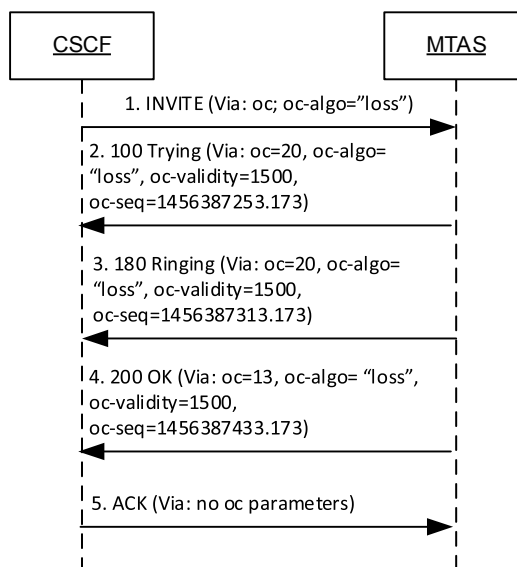 CSCF
MTAS
1. INVITE (Via: oc; oc-algo=”loss”)
2. 100 Trying (Via: oc=20, oc-algo=
“loss”, oc-validity=1500,
oc-seq=1456387253.173)
3. 180 Ringing (Via: oc=20, oc-algo=
“loss”, oc-validity=1500,
oc-seq=1456387313.173)
4. 200 OK (Via: oc=13, oc-algo= “loss”,
oc-validity=1500,
oc-seq=1456387433.173)
5. ACK (Via: no oc parameters)